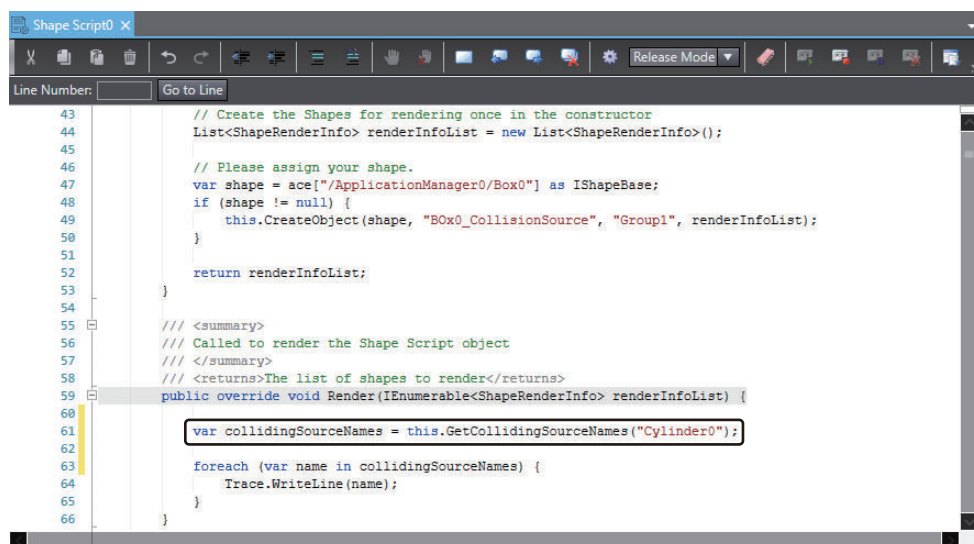 Shape Script0
Release Mode
Line Number: Go to Line
43 // Create the Shapes for rendering once in the constructor
44 List<ShapeRenderInfo> renderInfoList = new List<ShapeRenderInfo>();
45
46 // Please assign your shape.
47 var shape = ace["/ApplicationManager0/Box0"] as IShapeBase;
48 if (shape != null) {
49 this.CreateObject(shape, "BOx0_CollisionSource", "Group1", renderInfoList);
50 }
51
52 return renderInfoList;
53 }
54
55 /// <summary>
56 /// Called to render the Shape Script object
57 /// </summary>
58 /// <returns>The list of shapes to render</returns>
59 public override void Render(IEnumerable<ShapeRenderInfo> renderInfoList) {
60
61 var collidingSourceNames = this.GetCollidingSourceNames("Cylinder0");
62
63 foreach (var name in collidingSourceNames) {
64 Trace.WriteLine(name);
65 }
66 }